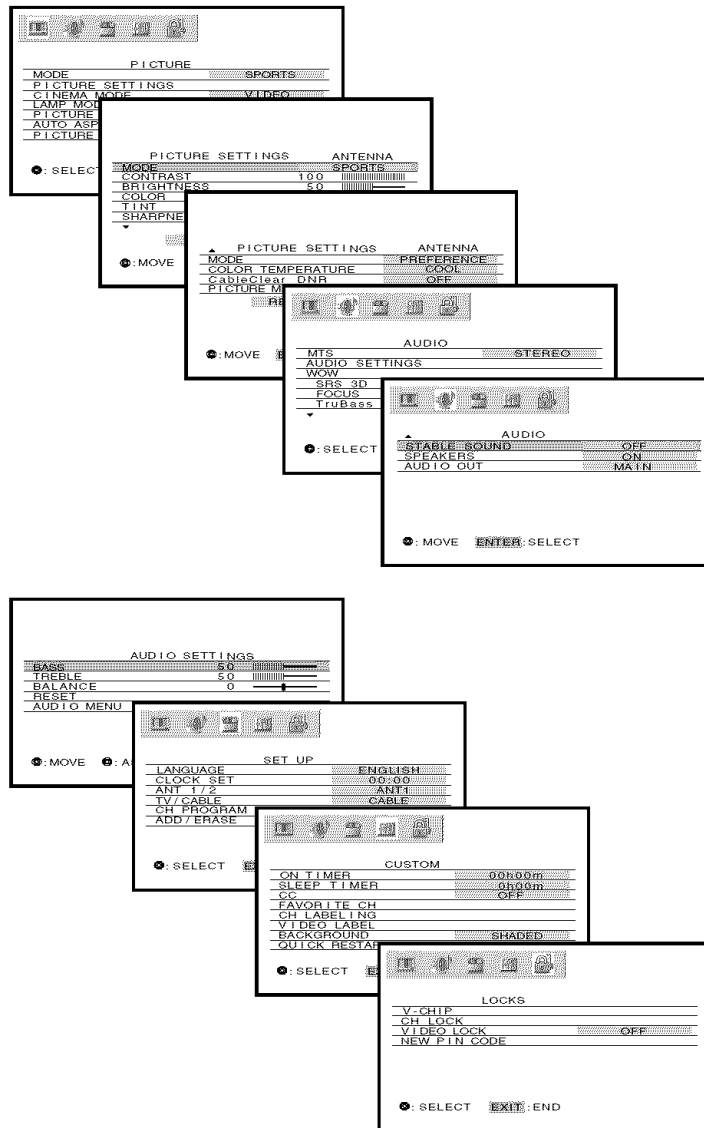 PICTURE
MODE SPORTS
PICTURE SETTINGS
CINEMA MODE VIDEO
LAMP MOD
PICTURE
AUTO ASP
PICTURE
: SELECT
PICTURE SETTINGS ANTENNA
MODE SPORTS
CONTRAST 100
BRIGHTNESS 50
COLOR
TINT
SHARPNE
: MOVE
PICTURE SETTINGS ANTENNA
MODE PREFERENCE
COLOR TEMPERATURE COOL
CableClear DNR OFF
PICTURE M
RE
: MOVE E
AUDIO
MTS STEREO
AUDIO SETTINGS
WOW
SRS 3D
FOCUS
TruBass
: SELECT
AUDIO
STABLE SOUND OFF
SPEAKERS ON
AUDIO OUT MAIN
: MOVE ENTER: SELECT
AUDIO SETTINGS
BASS 50
TREBLE 50
BALANCE 0
RESET
AUDIO MENU
: MOVE : A
SET UP
LANGUAGE ENGLISH
CLOCK SET 00:00
ANT 1/2 ANT1
TV/CABLE CABLE
CH PROGRAM
ADD/ERASE
: SELECT E
CUSTOM
ON TIMER 00h00m
SLEEP TIMER 0h00m
CC OFF
FAVORITE CH
CH LABELING
VIDEO LABEL
BACKGROUND SHADED
QUICK RESTAR
: SELECT E
LOCKS
V-CHIP
CH LOCK
VIDEO LOCK OFF
NEW PIN CODE
: SELECT EXIT : END